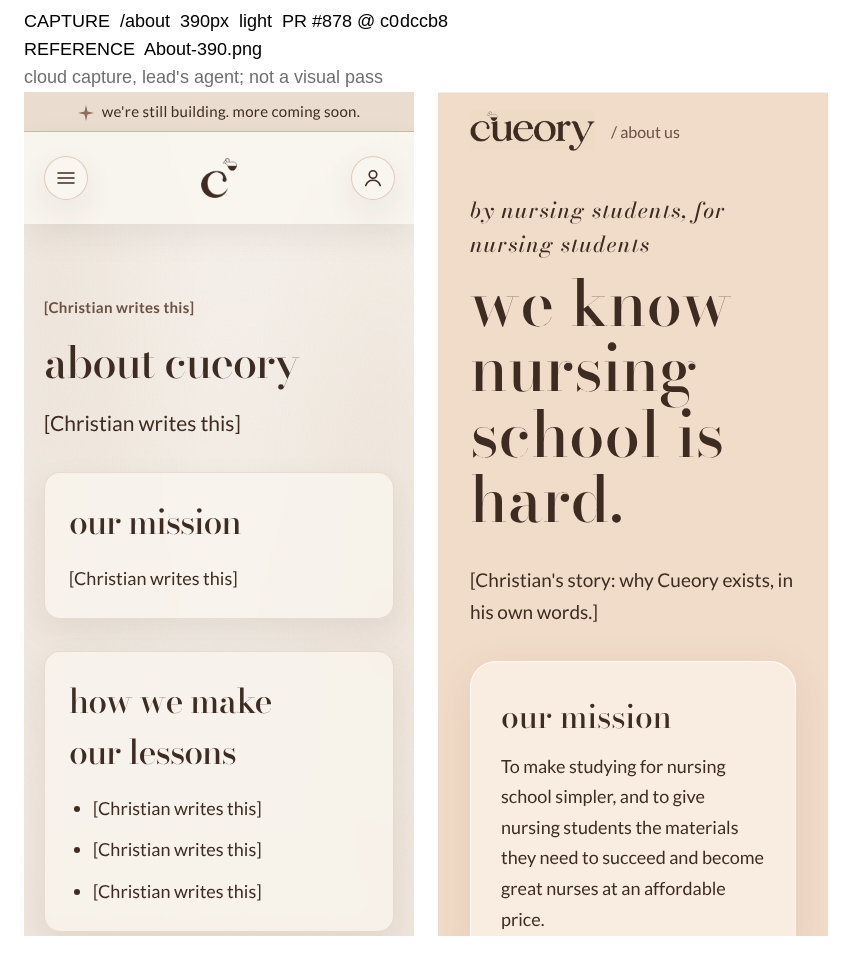 CAPTURE /about 390px light PR #878 @ c0dccb8
REFERENCE About-390.png
cloud capture, lead's agent; not a visual pass
we're still building. more coming soon.
c
[Christian writes this]
about cueory
[Christian writes this]
our mission
[Christian writes this]
how we make
our lessons
• [Christian writes this]
• [Christian writes this]
• [Christian writes this]
cueory / about us
by nursing students, for
nursing students
we know
nursing
school is
hard.
[Christian's story: why Cueory exists, in
his own words.]
our mission
To make studying for nursing
school simpler, and to give
nursing students the materials
they need to succeed and become
great nurses at an affordable
price.